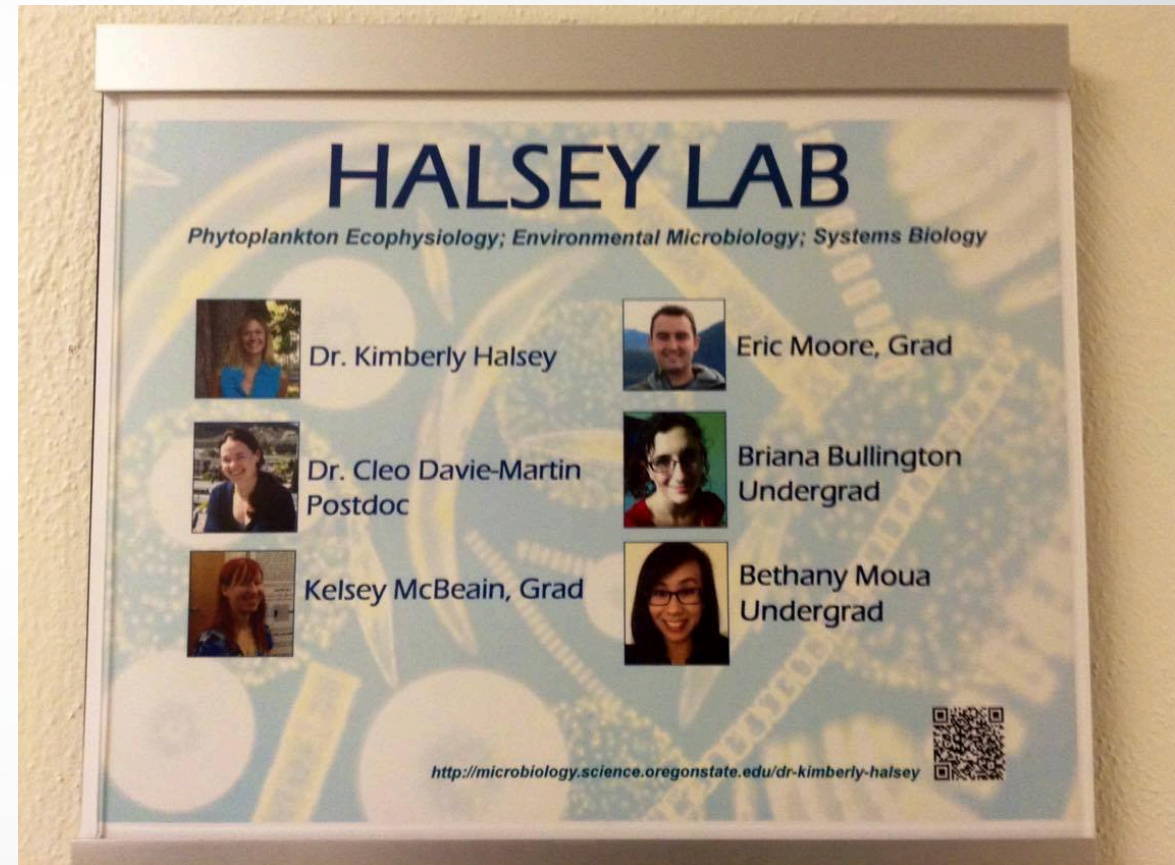 HALSEY LAB
Phytoplankton Ecophysiology; Environmental Microbiology; Systems Biology
Dr. Kimberly Halsey
Dr. Cleo Davie-Martin
Postdoc
Kelsey McBeain, Grad
Eric Moore, Grad
Briana Bullington
Undergrad
Bethany Moua
Undergrad
http://microbiology.science.oregonstate.edu/dr-kimberly-halsey